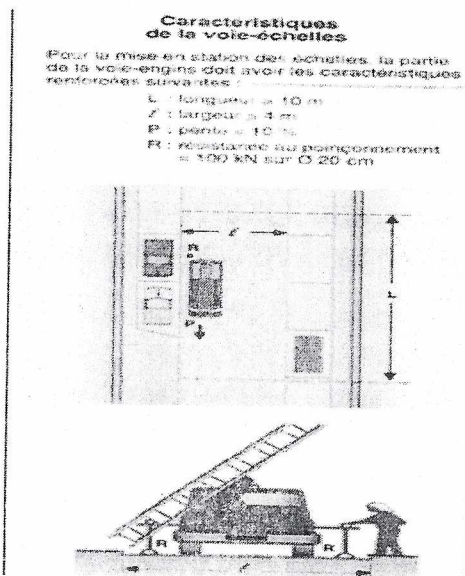 Caractéristiques
de la voie-échelles
Pour la mise en station des échelles, la partie
de la voie-engins doit avoir les caractéristiques
renforcées suivantes :
L : longueur ≥ 10 m
ℓ : largeur ≥ 4 m
P : pente ≤ 10 %
R : résistance au poinçonnement
= 100 kN sur Ø 20 cm
ℓ
R
L
P
R
R
ℓ